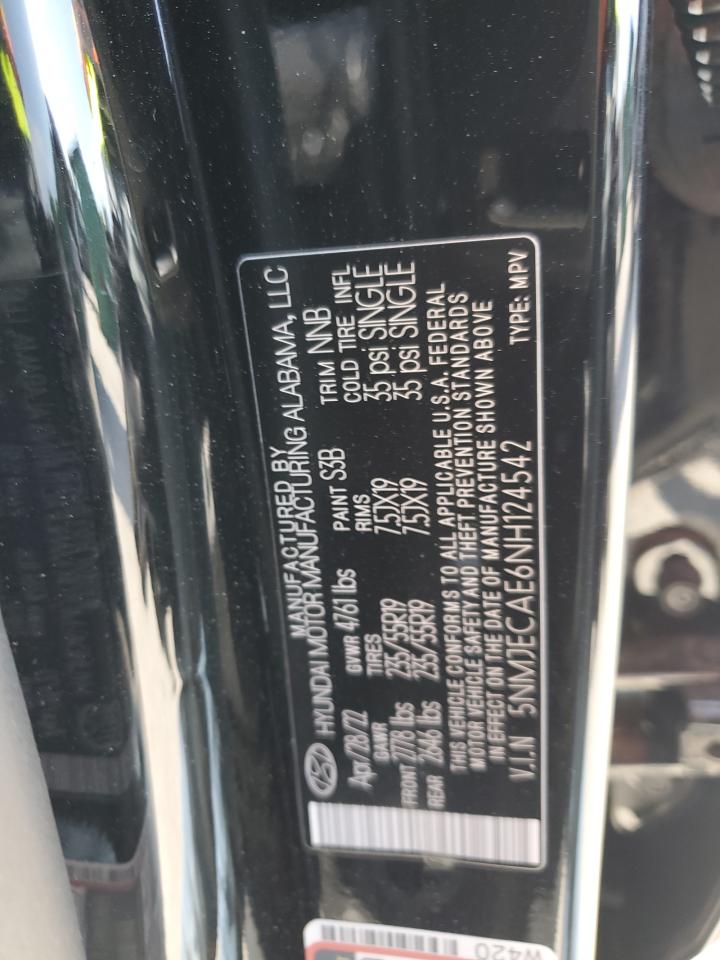 MANUFACTURED BY
HYUNDAI MOTOR MANUFACTURING ALABAMA, LLC
Apr/28/22 GVWR 4761 lbs PAINT S3B TRIM NNB
GAWR TIRES RIMS COLD TIRE INFL
FRONT 2778 lbs 235/55R19 7.5JX19 35 psi SINGLE
REAR 2646 lbs 235/55R19 7.5JX19 35 psi SINGLE
THIS VEHICLE CONFORMS TO ALL APPLICABLE U.S.A. FEDERAL
MOTOR VEHICLE SAFETY AND THEFT PREVENTION STANDARDS
IN EFFECT ON THE DATE OF MANUFACTURE SHOWN ABOVE
V.I.N 5NMJECAE6NH124542 TYPE: MPV
W420